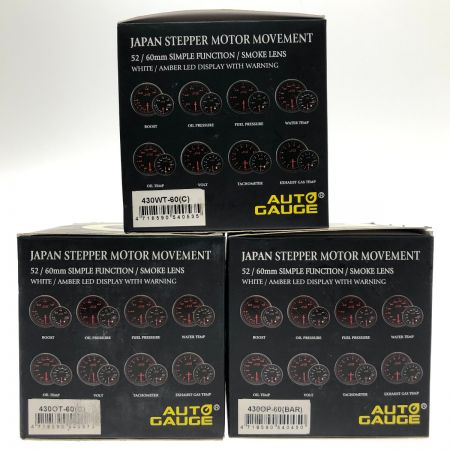 JAPAN STEPPER MOTOR MOVEMENT
52 / 60mm SIMPLE FUNCTION / SMOKE LENS
WHITE / AMBER LED DISPLAY WITH WARNING
BOOST OIL PRESSURE FUEL PRESSURE WATER TEMP
OIL TEMP VOLT TACHOMETER EXHAUST GAS TEMP
430WT-60(C)
AUTO GAUGE®
JAPAN STEPPER MOTOR MOVEMENT
52 / 60mm SIMPLE FUNCTION / SMOKE LENS
WHITE / AMBER LED DISPLAY WITH WARNING
BOOST OIL PRESSURE FUEL PRESSURE WATER TEMP
OIL TEMP VOLT TACHOMETER EXHAUST GAS TEMP
430OT-60(C)
AUTO GAUGE®
JAPAN STEPPER MOTOR MOVEMENT
52 / 60mm SIMPLE FUNCTION / SMOKE LENS
WHITE / AMBER LED DISPLAY WITH WARNING
BOOST OIL PRESSURE FUEL PRESSURE WATER TEMP
OIL TEMP VOLT TACHOMETER EXHAUST GAS TEMP
430OP-60(BAR)
AUTO GAUGE®